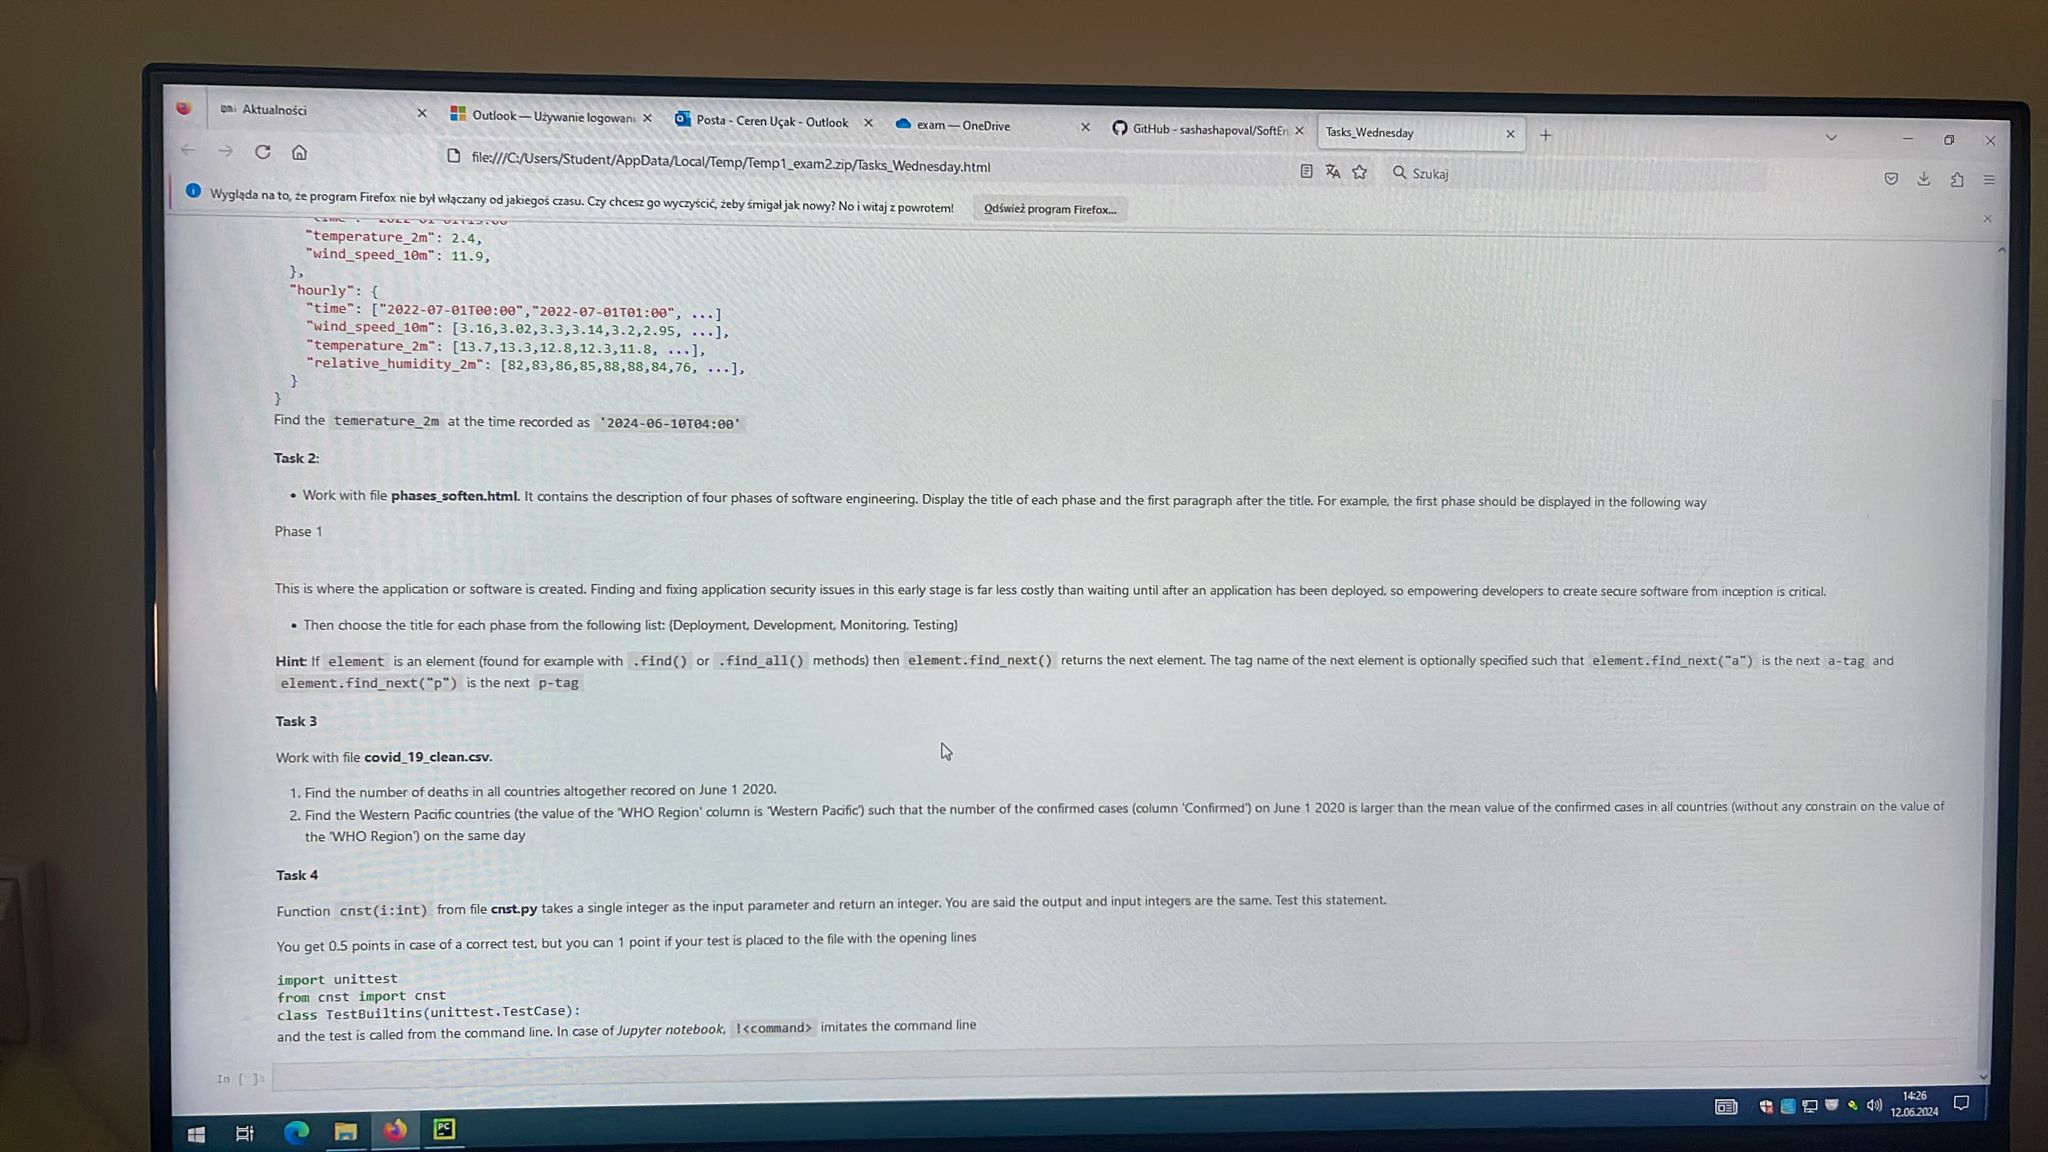 Aktualności
Outlook — Używanie logowani
Posta - Ceren Uçak - Outlook
exam — OneDrive
GitHub - sashashapoval/SoftEn
Tasks_Wednesday
file:///C:/Users/Student/AppData/Local/Temp/Temp1_exam2.zip/Tasks_Wednesday.html
Szukaj
Wygląda na to, że program Firefox nie był włączany od jakiegoś czasu. Czy chcesz go wyczyścić, żeby śmigał jak nowy? No i witaj z powrotem!
Odśwież program Firefox...
"temperature_2m": 2.4,
"wind_speed_10m": 11.9,
},
"hourly": {
"time": ["2022-07-01T00:00","2022-07-01T01:00", ...]
"wind_speed_10m": [3.16,3.02,3.3,3.14,3.2,2.95, ...],
"temperature_2m": [13.7,13.3,12.8,12.3,11.8, ...],
"relative_humidity_2m": [82,83,86,85,88,88,84,76, ...],
}
}
Find the temerature_2m at the time recorded as '2024-06-10T04:00'
Task 2:
• Work with file phases_soften.html. It contains the description of four phases of software engineering. Display the title of each phase and the first paragraph after the title. For example, the first phase should be displayed in the following way
Phase 1
This is where the application or software is created. Finding and fixing application security issues in this early stage is far less costly than waiting until after an application has been deployed, so empowering developers to create secure software from inception is critical.
• Then choose the title for each phase from the following list: {Deployment, Development, Monitoring, Testing}
Hint: If element is an element (found for example with .find() or .find_all() methods) then element.find_next() returns the next element. The tag name of the next element is optionally specified such that element.find_next("a") is the next a-tag and
element.find_next("p") is the next p-tag
Task 3
Work with file covid_19_clean.csv.
1. Find the number of deaths in all countries altogether recored on June 1 2020.
2. Find the Western Pacific countries (the value of the 'WHO Region' column is 'Western Pacific') such that the number of the confirmed cases (column 'Confirmed') on June 1 2020 is larger than the mean value of the confirmed cases in all countries (without any constrain on the value of
the 'WHO Region') on the same day
Task 4
Function cnst(i:int) from file cnst.py takes a single integer as the input parameter and return an integer. You are said the output and input integers are the same. Test this statement.
You get 0.5 points in case of a correct test, but you can 1 point if your test is placed to the file with the opening lines
import unittest
from cnst import cnst
class TestBuiltins(unittest.TestCase):
and the test is called from the command line. In case of Jupyter notebook, !<command> imitates the command line
In [ ]:
PC
14:26
12.06.2024